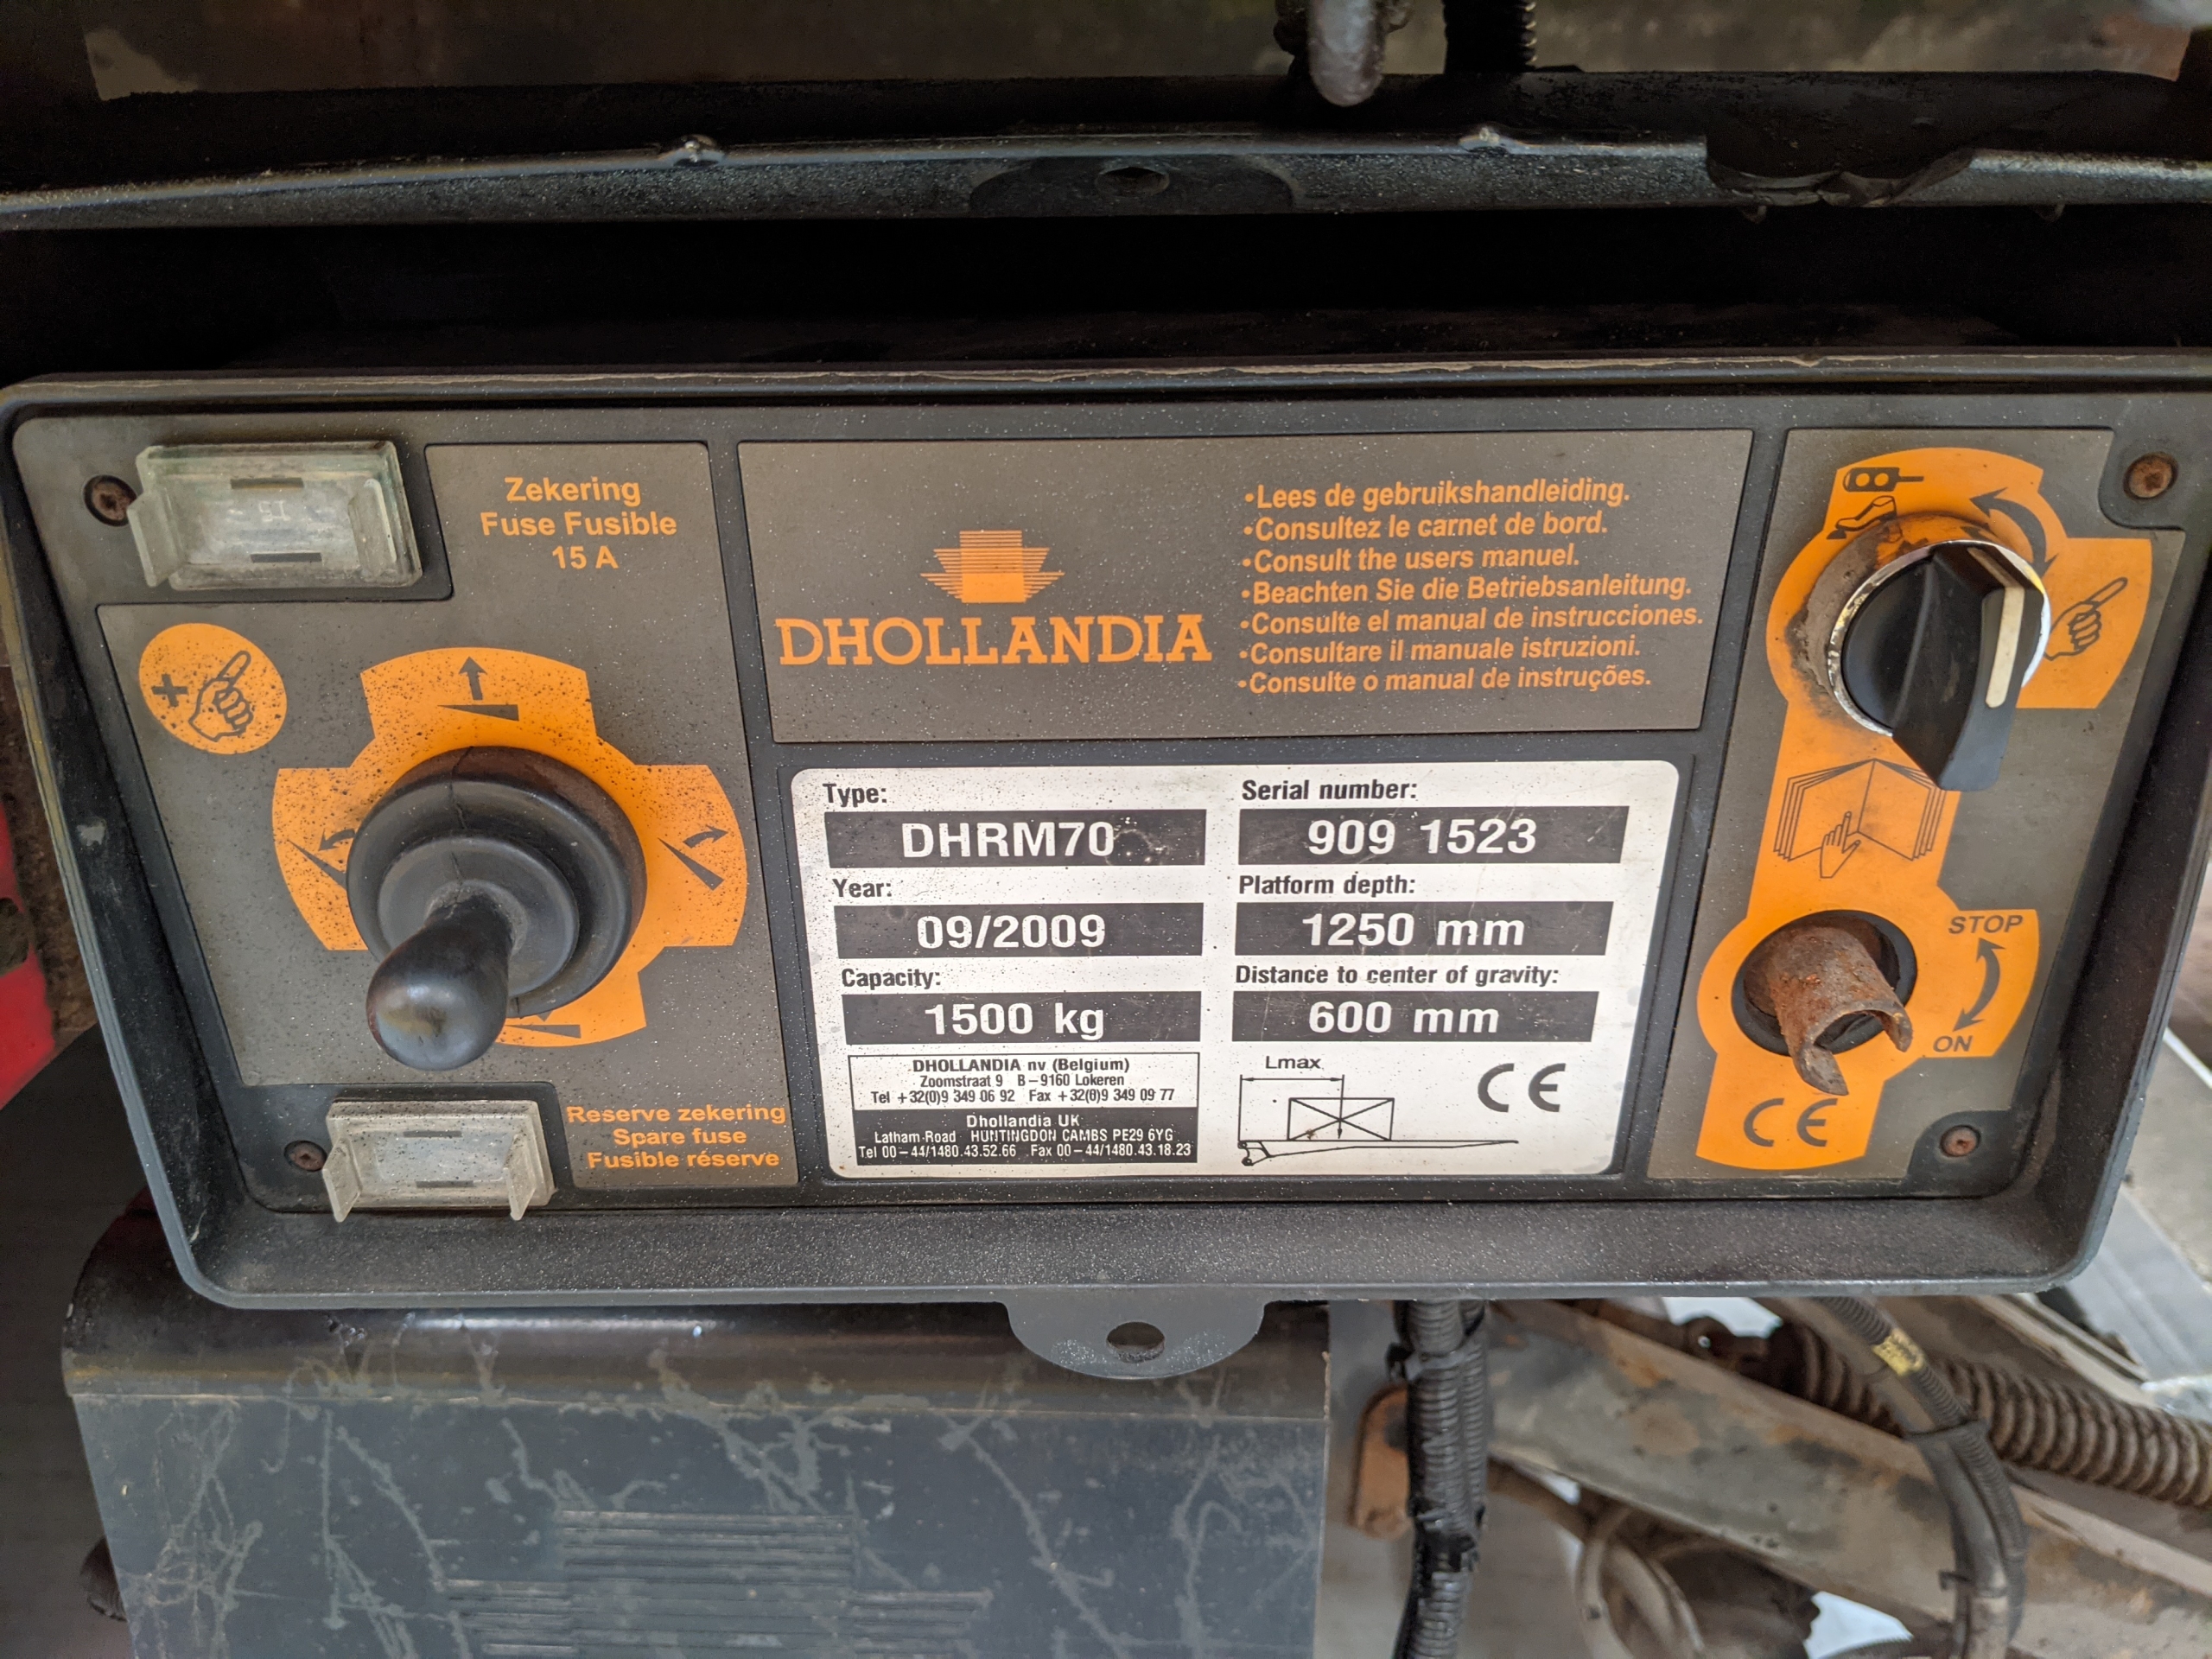 Zekering
Fuse Fusible
15 A
DHOLLANDIA
•Lees de gebruikshandleiding.
•Consultez le carnet de bord.
•Consult the users manuel.
•Beachten Sie die Betriebsanleitung.
•Consulte el manual de instrucciones.
•Consultare il manuale istruzioni.
•Consulte o manual de instruções.
+
Type:
DHRM70
Serial number:
909 1523
Year:
09/2009
Platform depth:
1250 mm
Capacity:
1500 kg
Distance to center of gravity:
600 mm
DHOLLANDIA nv (Belgium)
Zoomstraat 9 B-9160 Lokeren
Tel +32(0)9 349 06 92 Fax +32(0)9 349 09 77
Dhollandia UK
Latham Road HUNTINGDON CAMBS PE29 6YG
Tel 00-44/1480.43.52.66 Fax 00-44/1480.43.18.23
Lmax
CE
STOP
ON
CE
Reserve zekering
Spare fuse
Fusible réserve